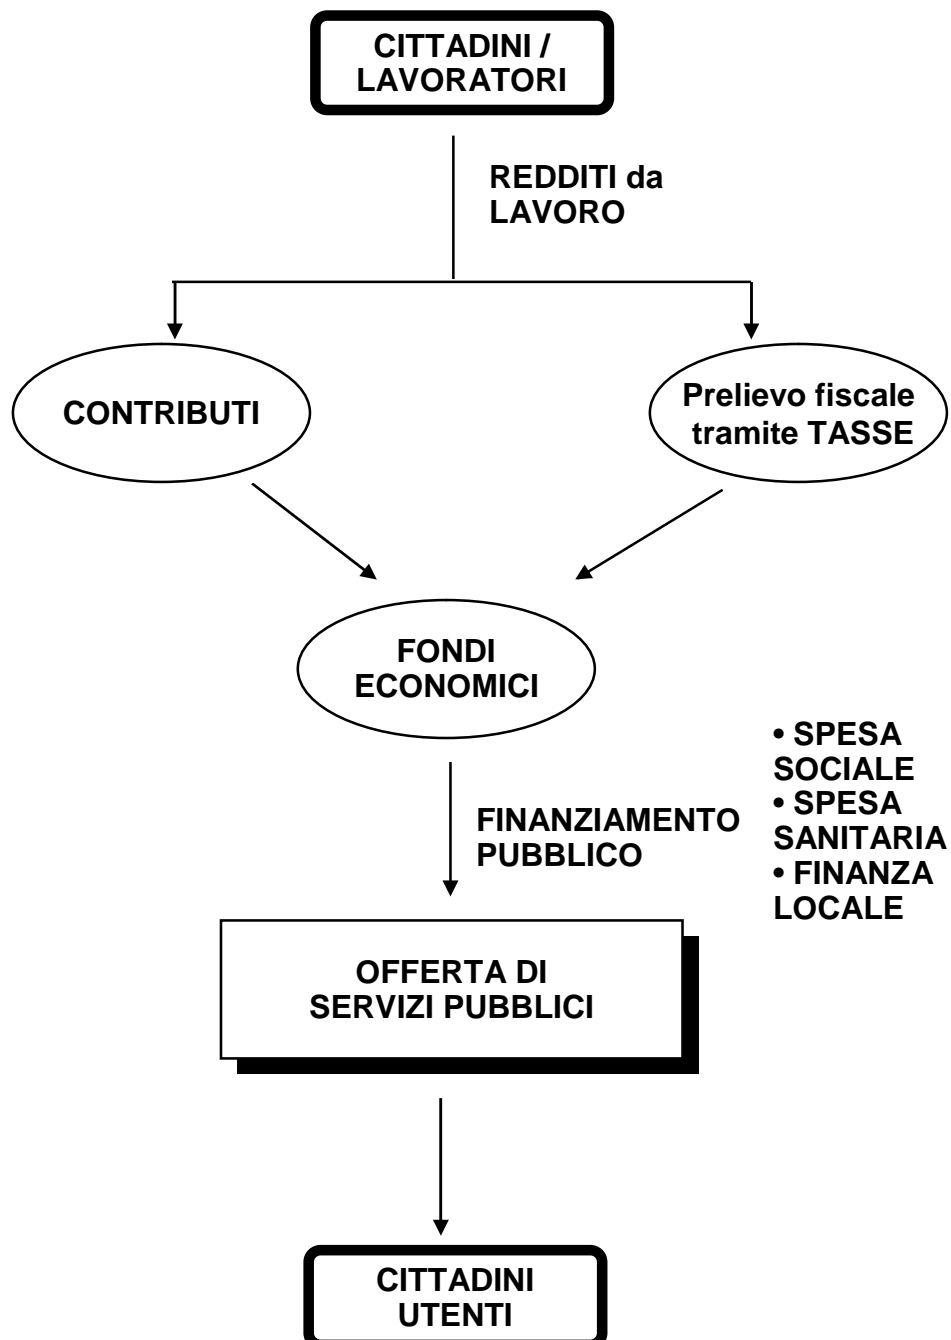 CITTADINI /
LAVORATORI
REDDITI da
LAVORO
CONTRIBUTI
Prelievo fiscale
tramite TASSE
FONDI
ECONOMICI
• SPESA
SOCIALE
• SPESA
SANITARIA
• FINANZA
LOCALE
FINANZIAMENTO
PUBBLICO
OFFERTA DI
SERVIZI PUBBLICI
CITTADINI
UTENTI